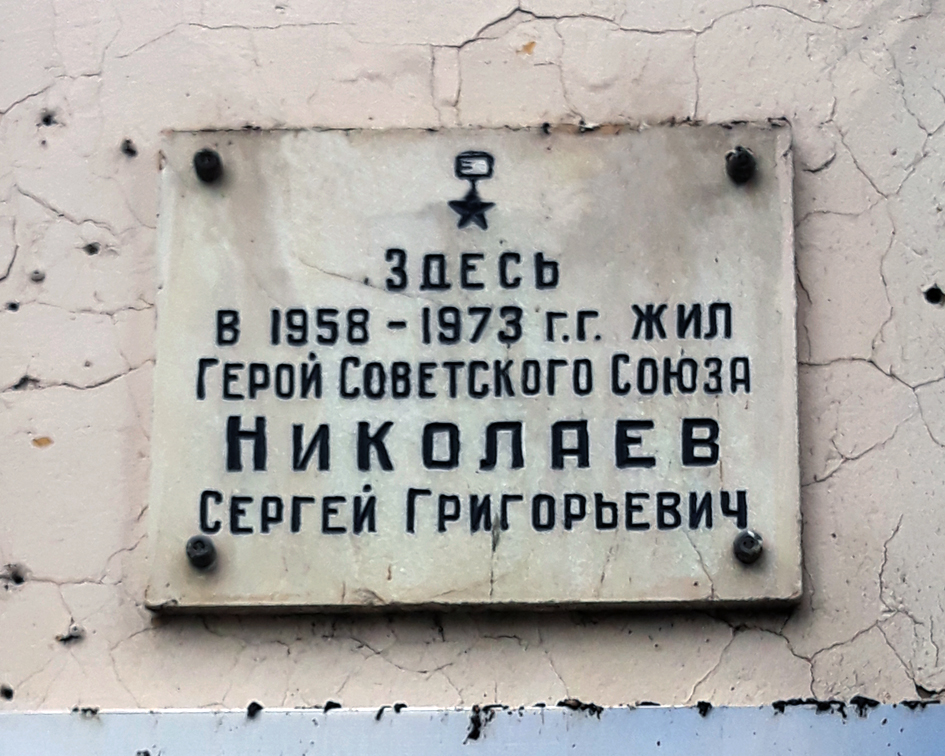 Здесь
в 1958-1973 г.г. жил
Герой Советского Союза
Николаев
Сергей Григорьевич